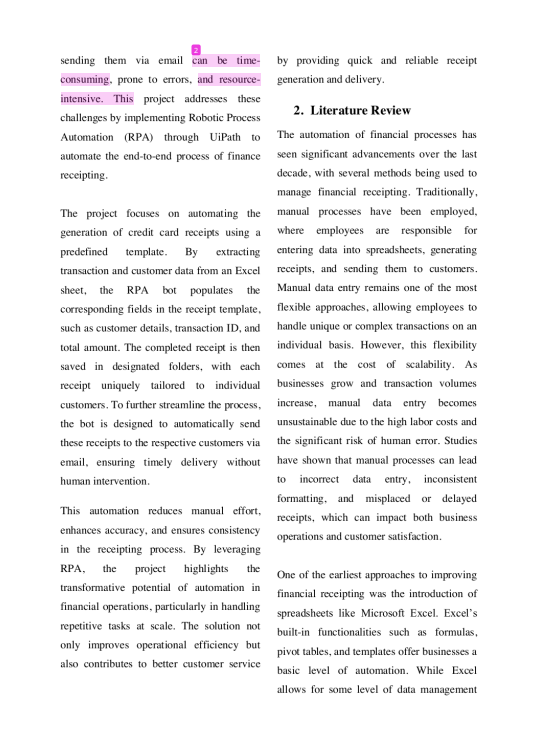 2
sending them via email can be time-
consuming, prone to errors, and resource-
intensive. This project addresses these
challenges by implementing Robotic Process
Automation (RPA) through UiPath to
automate the end-to-end process of finance
receipting.
The project focuses on automating the
generation of credit card receipts using a
predefined template. By extracting
transaction and customer data from an Excel
sheet, the RPA bot populates the
corresponding fields in the receipt template,
such as customer details, transaction ID, and
total amount. The completed receipt is then
saved in designated folders, with each
receipt uniquely tailored to individual
customers. To further streamline the process,
the bot is designed to automatically send
these receipts to the respective customers via
email, ensuring timely delivery without
human intervention.
This automation reduces manual effort,
enhances accuracy, and ensures consistency
in the receipting process. By leveraging
RPA, the project highlights the
transformative potential of automation in
financial operations, particularly in handling
repetitive tasks at scale. The solution not
only improves operational efficiency but
also contributes to better customer service
by providing quick and reliable receipt
generation and delivery.
2. Literature Review
The automation of financial processes has
seen significant advancements over the last
decade, with several methods being used to
manage financial receipting. Traditionally,
manual processes have been employed,
where employees are responsible for
entering data into spreadsheets, generating
receipts, and sending them to customers.
Manual data entry remains one of the most
flexible approaches, allowing employees to
handle unique or complex transactions on an
individual basis. However, this flexibility
comes at the cost of scalability. As
businesses grow and transaction volumes
increase, manual data entry becomes
unsustainable due to the high labor costs and
the significant risk of human error. Studies
have shown that manual processes can lead
to incorrect data entry, inconsistent
formatting, and misplaced or delayed
receipts, which can impact both business
operations and customer satisfaction.
One of the earliest approaches to improving
financial receipting was the introduction of
spreadsheets like Microsoft Excel. Excel's
built-in functionalities such as formulas,
pivot tables, and templates offer businesses a
basic level of automation. While Excel
allows for some level of data management